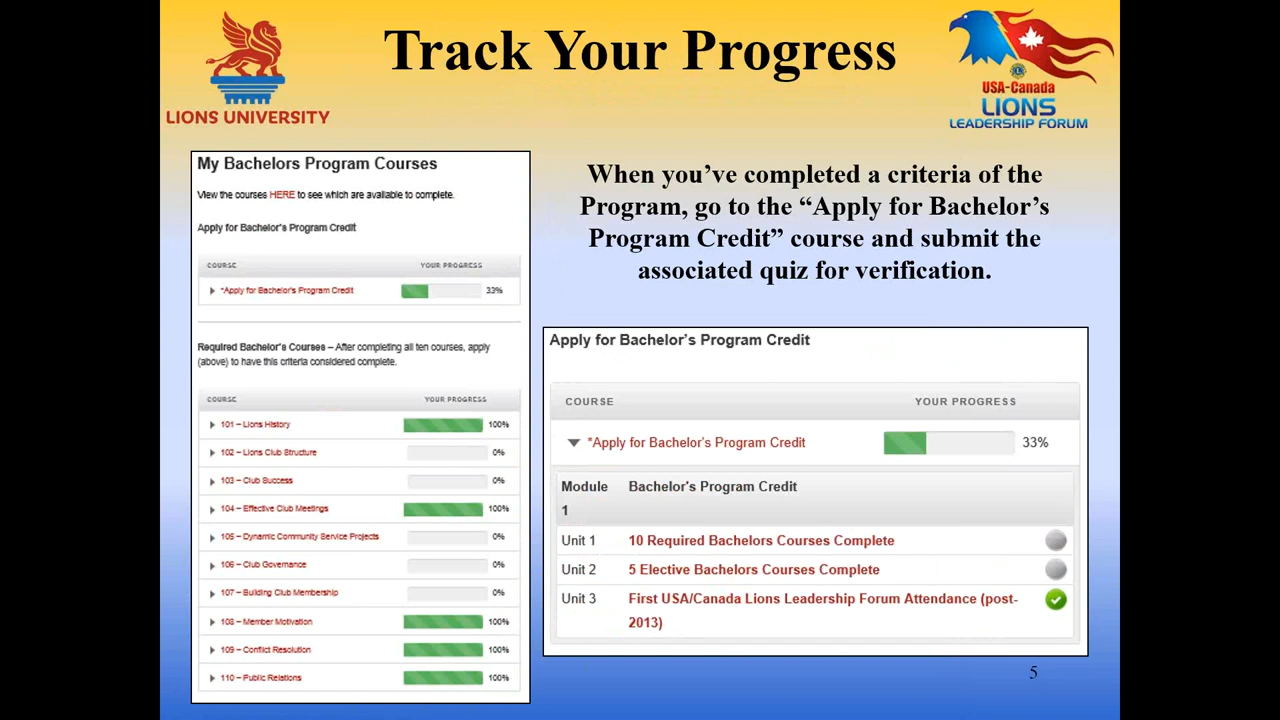 Track Your Progress
LIONS UNIVERSITY
USA-Canada
LIONS
LEADERSHIP FORUM
My Bachelors Program Courses
View the courses HERE to see which are available to complete.
Apply for Bachelor's Program Credit
COURSE YOUR PROGRESS
*Apply for Bachelor's Program Credit 33%
Required Bachelor's Courses – After completing all ten courses, apply
(above) to have this criteria considered complete.
COURSE YOUR PROGRESS
101 – Lions History 100%
102 – Lions Club Structure 0%
103 – Club Success 0%
104 – Effective Club Meetings 100%
105 – Dynamic Community Service Projects 0%
106 – Club Governance 0%
107 – Building Club Membership 0%
108 – Member Motivation 100%
109 – Conflict Resolution 100%
110 – Public Relations 100%
When you've completed a criteria of the
Program, go to the “Apply for Bachelor's
Program Credit” course and submit the
associated quiz for verification.
Apply for Bachelor's Program Credit
COURSE YOUR PROGRESS
*Apply for Bachelor's Program Credit 33%
Module Bachelor's Program Credit
1
Unit 1 10 Required Bachelors Courses Complete
Unit 2 5 Elective Bachelors Courses Complete
Unit 3 First USA/Canada Lions Leadership Forum Attendance (post-
2013)
5